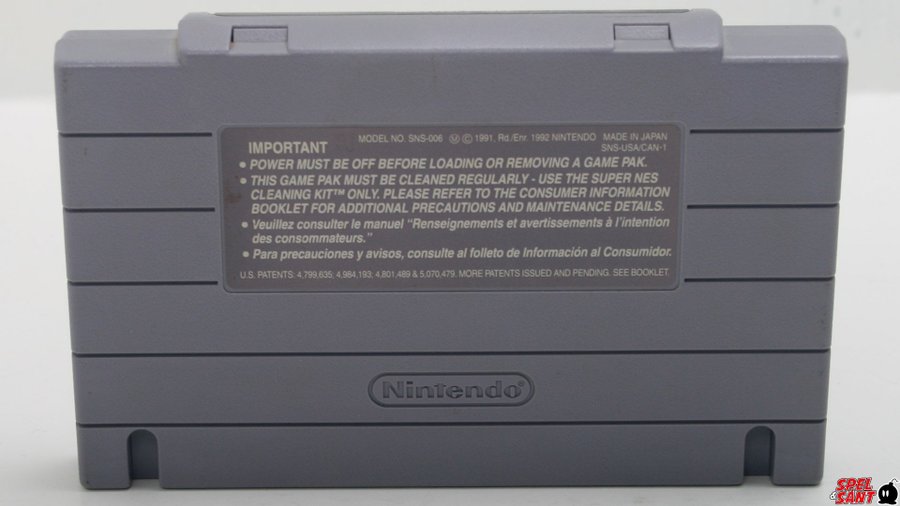 IMPORTANT
MODEL NO. SNS-006 Ⓜ © 1991, Rd./Enr. 1992 NINTENDO MADE IN JAPAN
SNS-USA/CAN-1
• POWER MUST BE OFF BEFORE LOADING OR REMOVING A GAME PAK.
• THIS GAME PAK MUST BE CLEANED REGULARLY - USE THE SUPER NES
CLEANING KIT™ ONLY. PLEASE REFER TO THE CONSUMER INFORMATION
BOOKLET FOR ADDITIONAL PRECAUTIONS AND MAINTENANCE DETAILS.
• Veuillez consulter le manuel "Renseignements et avertissements à l'intention
des consommateurs."
• Para precauciones y avisos, consulte al folleto de Información al Consumidor.
U.S. PATENTS: 4,799,635; 4,984,193; 4,801,489 & 5,070,479. MORE PATENTS ISSUED AND PENDING. SEE BOOKLET.
Nintendo®
SPEL
SANT